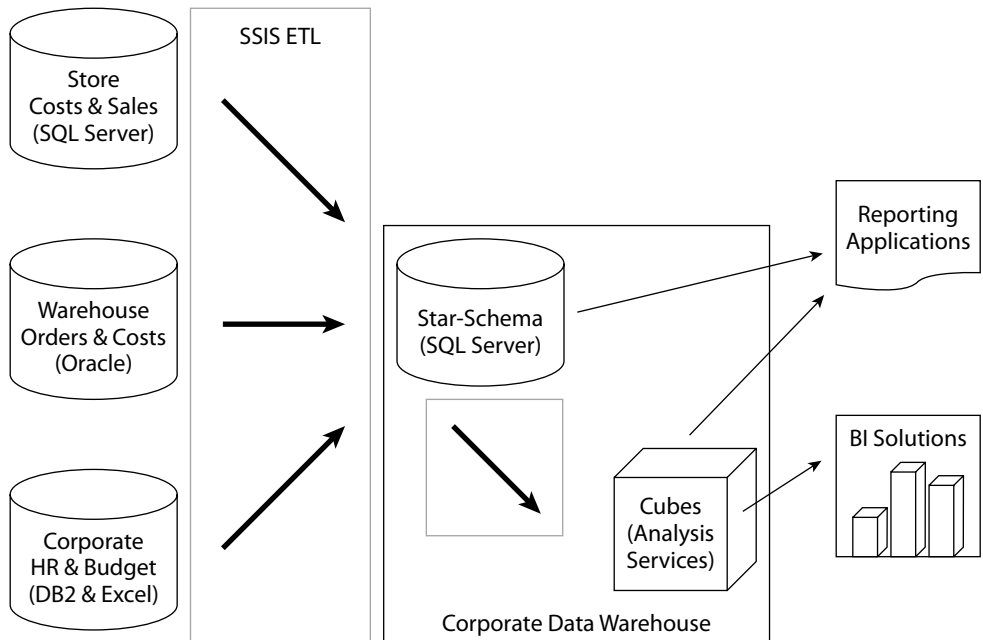 Store
Costs & Sales
(SQL Server)
SSIS ETL
Warehouse
Orders & Costs
(Oracle)
Corporate
HR & Budget
(DB2 & Excel)
Star-Schema
(SQL Server)
Cubes
(Analysis
Services)
Corporate Data Warehouse
Reporting
Applications
BI Solutions